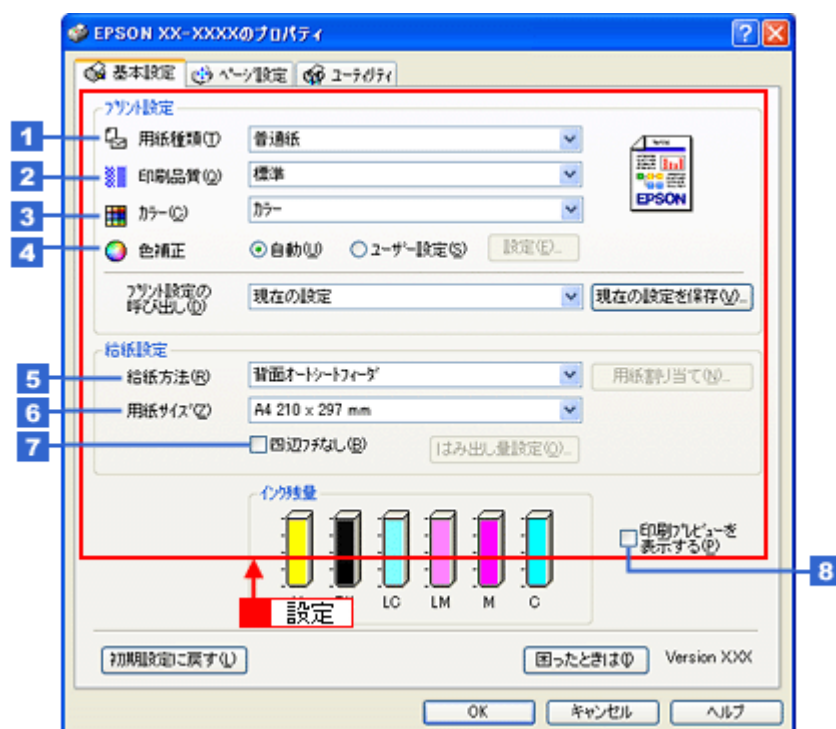 EPSON XX-XXXXのプロパティ
基本設定 ページ設定 ユーティリティ
プリント設定
1 用紙種類(T) 普通紙
2 印刷品質(Q) 標準
3 カラー(C) カラー
EPSON
4 色補正 自動(U) ユーザー設定(S) 設定(E)...
プリント設定の
呼び出し(D) 現在の設定 現在の設定を保存(V)...
給紙設定
5 給紙方法(R) 背面オートシートフィーダ 用紙割り当て(N)...
6 用紙サイズ(Z) A4 210 x 297 mm
7 四辺フチなし(B) はみ出し量設定(O)...
インク残量
印刷プレビューを
表示する(P)
8
LC LM M C
設定
初期設定に戻す(L) 困ったときは(I) Version X.XX
OK キャンセル ヘルプ